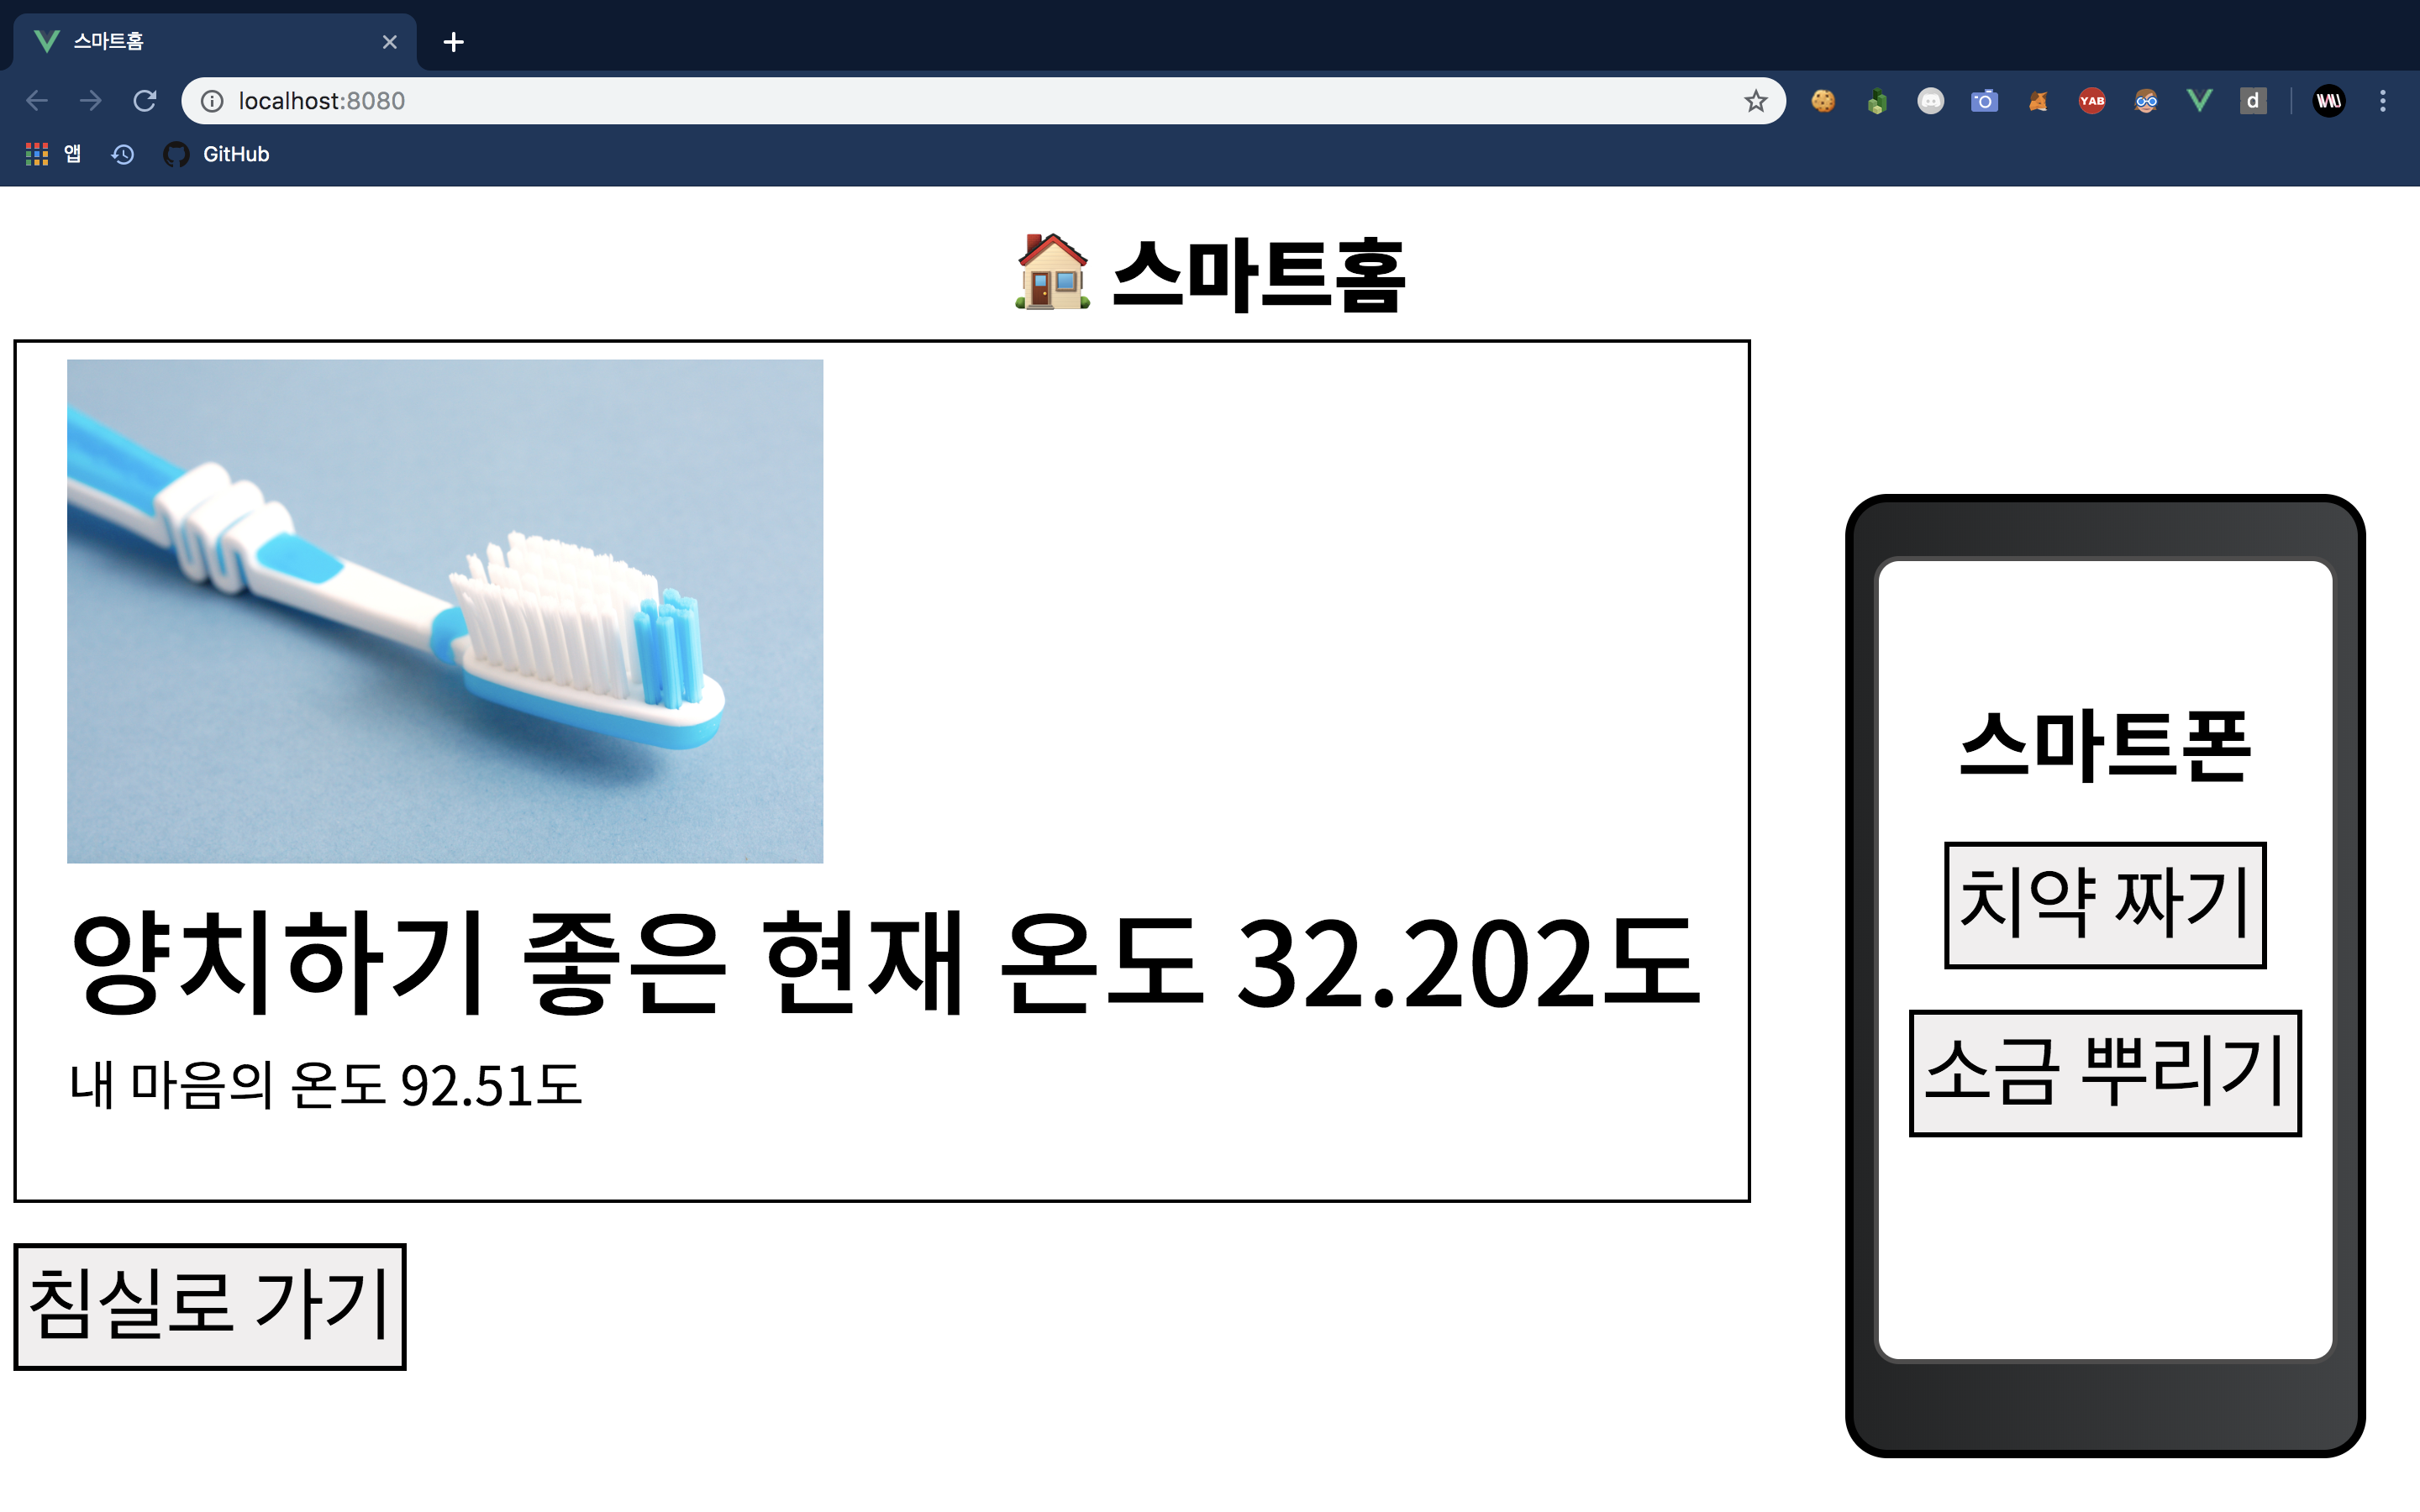 스마트홈
localhost:8080
YAB
d
앱
GitHub
🏠 스마트홈
양치하기 좋은 현재 온도 32.202도
내 마음의 온도 92.51도
침실로 가기
스마트폰
치약 짜기
소금 뿌리기